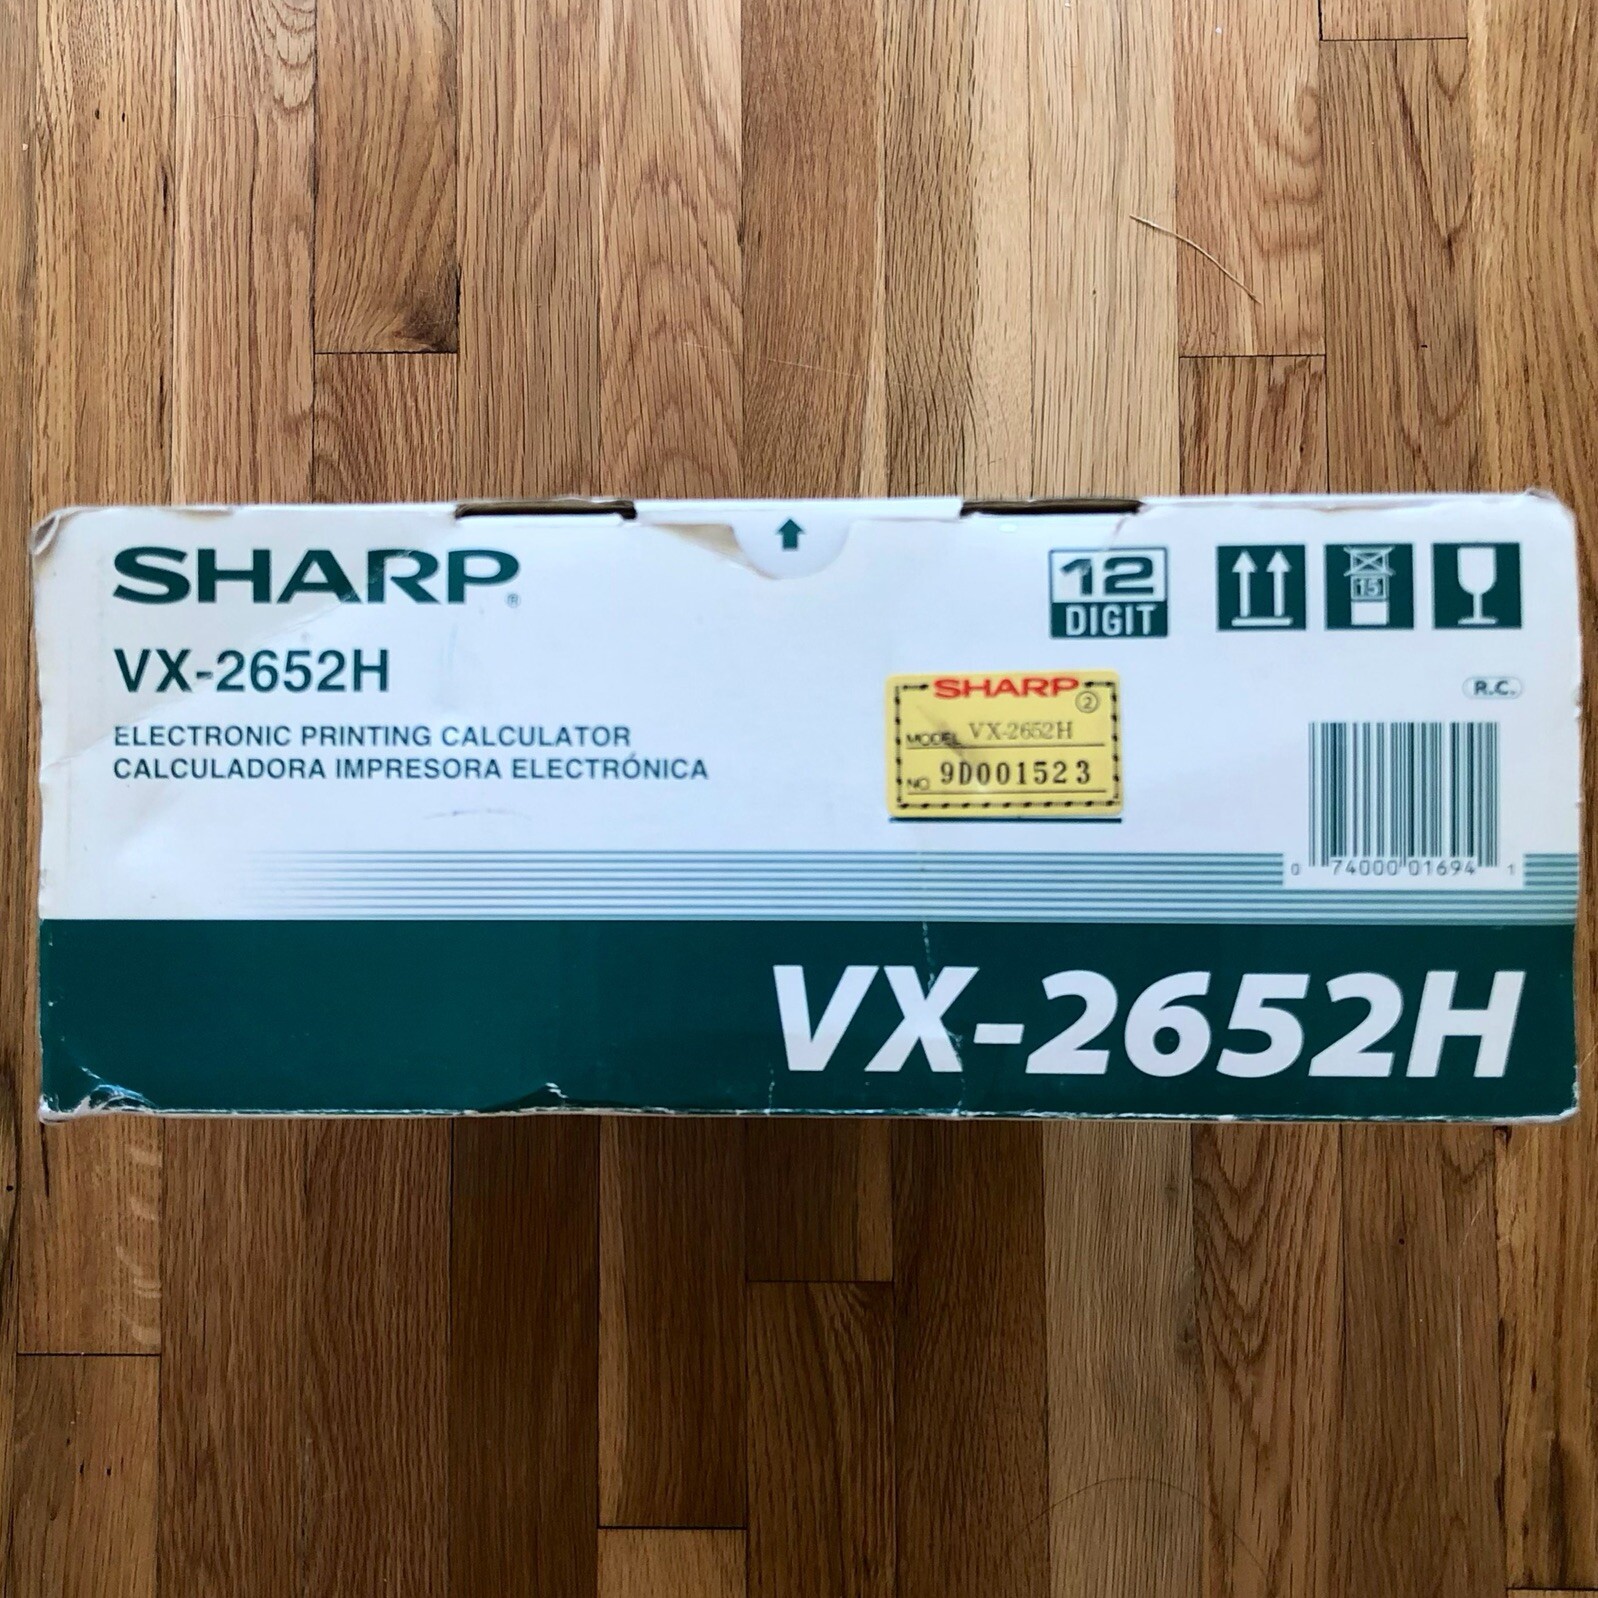 SHARP®
VX-2652H
ELECTRONIC PRINTING CALCULATOR
CALCULADORA IMPRESORA ELECTRÓNICA
12
DIGIT
15
R.C.
SHARP
②
MODEL VX-2652H
NO. 9D001523
0 74000 01694 1
VX-2652H